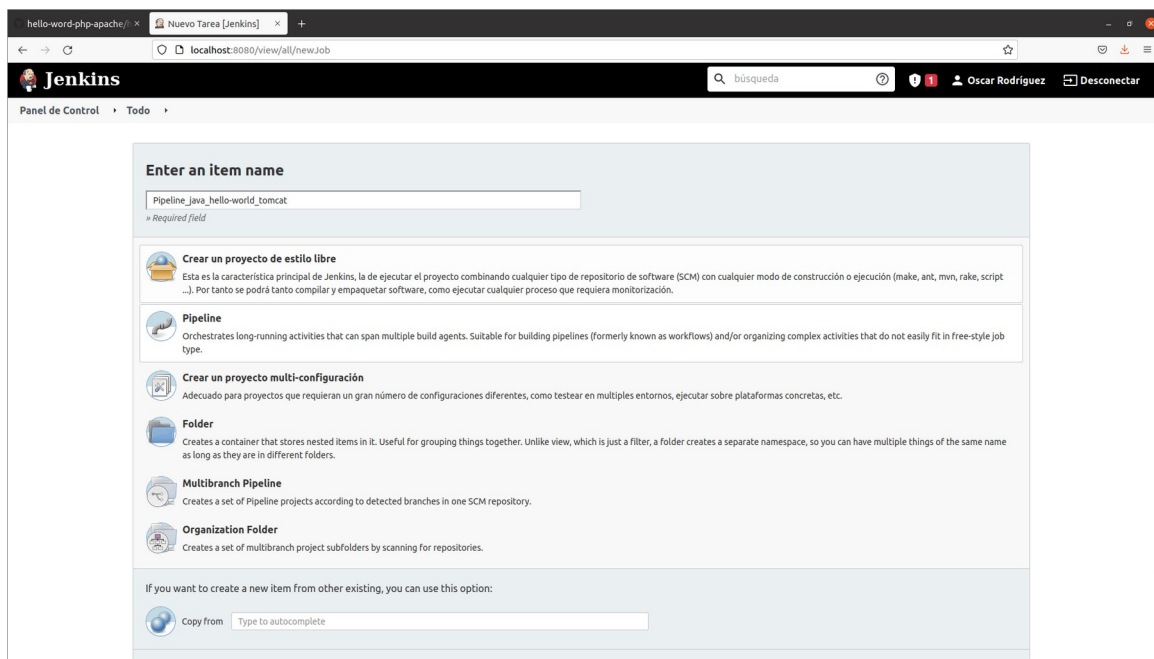 hello-word-php-apache/
Nuevo Tarea [Jenkins]
localhost:8080/view/all/newJob
Jenkins
búsqueda
1
Oscar Rodríguez
Desconectar
Panel de Control
Todo
Enter an item name
Pipeline_java_hello-world_tomcat
» Required field
Crear un proyecto de estilo libre
Esta es la característica principal de Jenkins, la de ejecutar el proyecto combinando cualquier tipo de repositorio de software (SCM) con cualquier modo de construcción o ejecución (make, ant, mvn, rake, script
...). Por tanto se podrá tanto compilar y empaquetar software, como ejecutar cualquier proceso que requiera monitorización.
Pipeline
Orchestrates long-running activities that can span multiple build agents. Suitable for building pipelines (formerly known as workflows) and/or organizing complex activities that do not easily fit in free-style job
type.
Crear un proyecto multi-configuración
Adecuado para proyectos que requieran un gran número de configuraciones diferentes, como testear en multiples entornos, ejecutar sobre plataformas concretas, etc.
Folder
Creates a container that stores nested items in it. Useful for grouping things together. Unlike view, which is just a filter, a folder creates a separate namespace, so you can have multiple things of the same name
as long as they are in different folders.
Multibranch Pipeline
Creates a set of Pipeline projects according to detected branches in one SCM repository.
Organization Folder
Creates a set of multibranch project subfolders by scanning for repositories.
If you want to create a new item from other existing, you can use this option:
Copy from
Type to autocomplete